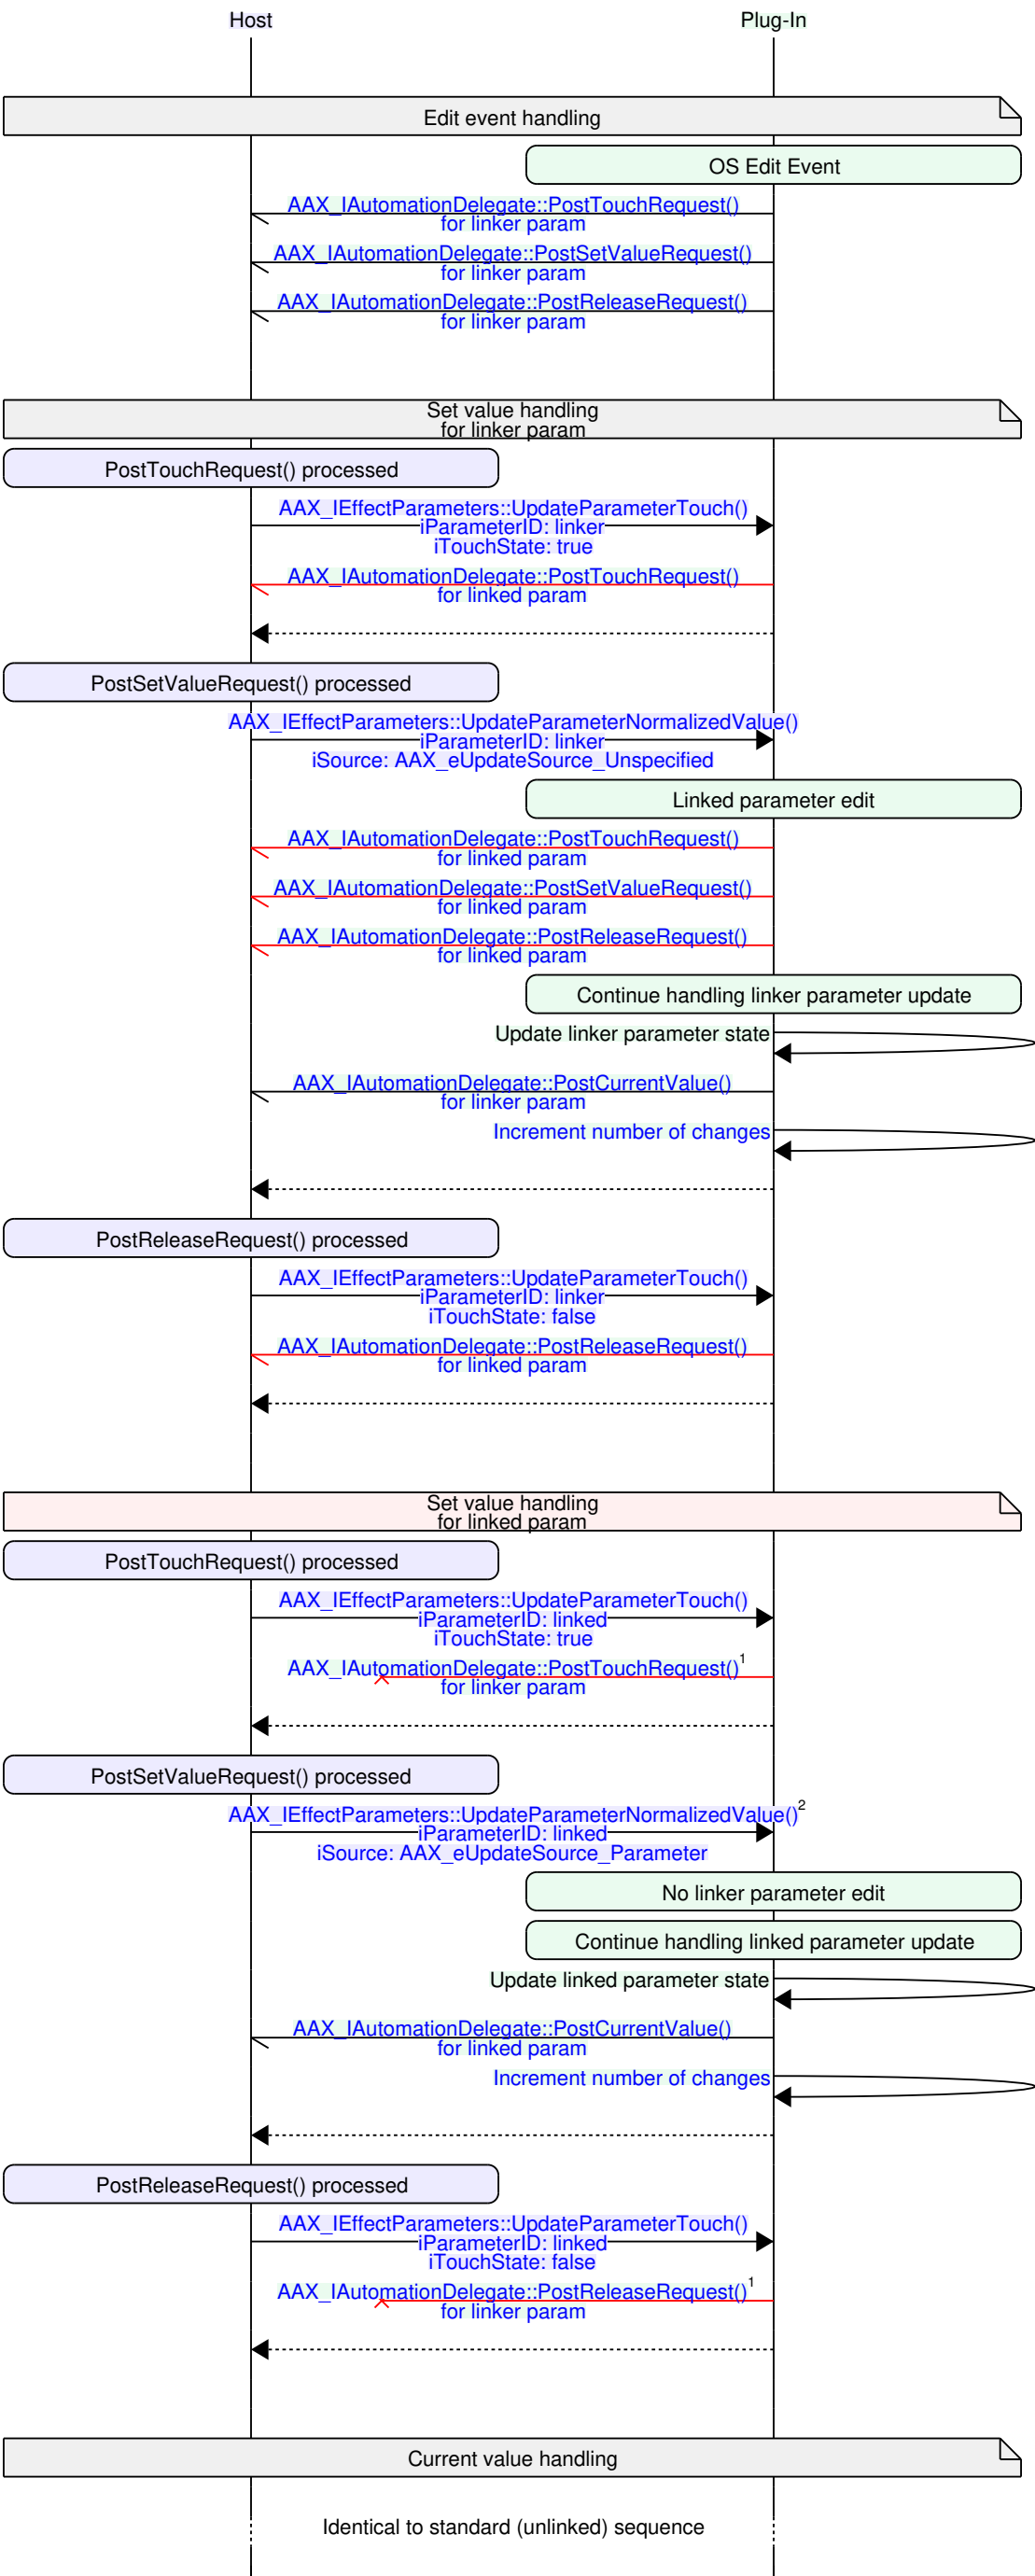 Host
Plug-In
Edit event handling
OS Edit Event
AAX_IAutomationDelegate::PostTouchRequest()
for linker param
AAX_IAutomationDelegate::PostSetValueRequest()
for linker param
AAX_IAutomationDelegate::PostReleaseRequest()
for linker param
Set value handling
for linker param
PostTouchRequest() processed
AAX_IEffectParameters::UpdateParameterTouch()
iParameterID: linker
iTouchState: true
AAX_IAutomationDelegate::PostTouchRequest()
for linked param
PostSetValueRequest() processed
AAX_IEffectParameters::UpdateParameterNormalizedValue()
iParameterID: linker
iSource: AAX_eUpdateSource_Unspecified
Linked parameter edit
AAX_IAutomationDelegate::PostTouchRequest()
for linked param
AAX_IAutomationDelegate::PostSetValueRequest()
for linked param
AAX_IAutomationDelegate::PostReleaseRequest()
for linked param
Continue handling linker parameter update
Update linker parameter state
AAX_IAutomationDelegate::PostCurrentValue()
for linker param
Increment number of changes
PostReleaseRequest() processed
AAX_IEffectParameters::UpdateParameterTouch()
iParameterID: linker
iTouchState: false
AAX_IAutomationDelegate::PostReleaseRequest()
for linked param
Set value handling
for linked param
PostTouchRequest() processed
AAX_IEffectParameters::UpdateParameterTouch()
iParameterID: linked
iTouchState: true
AAX_IAutomationDelegate::PostTouchRequest()1
for linker param
PostSetValueRequest() processed
AAX_IEffectParameters::UpdateParameterNormalizedValue()2
iParameterID: linked
iSource: AAX_eUpdateSource_Parameter
No linker parameter edit
Continue handling linked parameter update
Update linked parameter state
AAX_IAutomationDelegate::PostCurrentValue()
for linked param
Increment number of changes
PostReleaseRequest() processed
AAX_IEffectParameters::UpdateParameterTouch()
iParameterID: linked
iTouchState: false
AAX_IAutomationDelegate::PostReleaseRequest()1
for linker param
Current value handling
Identical to standard (unlinked) sequence